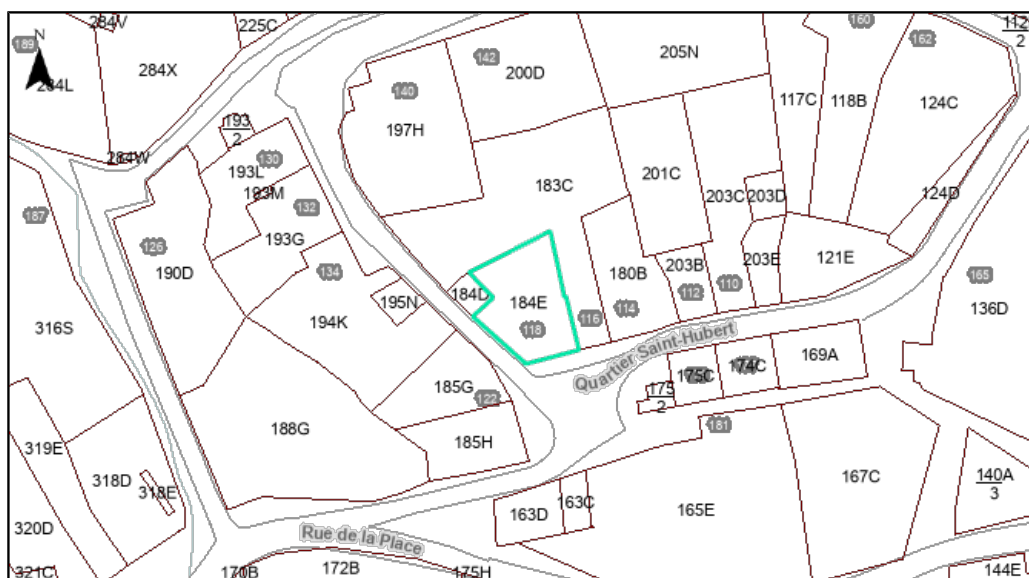 284V
225C
160
112
2
189
N
142
162
205N
284X
200D
284L
140
117C
118B
124C
193
2
197H
284W
130
193L
183C
201C
193M
203C
203D
124D
187
132
126
193G
190D
134
180B
203B
203E
121E
165
184D
195N
184E
112
110
136D
316S
194K
118
116
114
Quartier Saint-Hubert
169A
174C
175C
185G
175
2
122
188G
185H
181
319E
318D
318E
167C
140A
3
163C
163D
165E
320D
Rue de la Place
321C
170B
172B
175H
144E